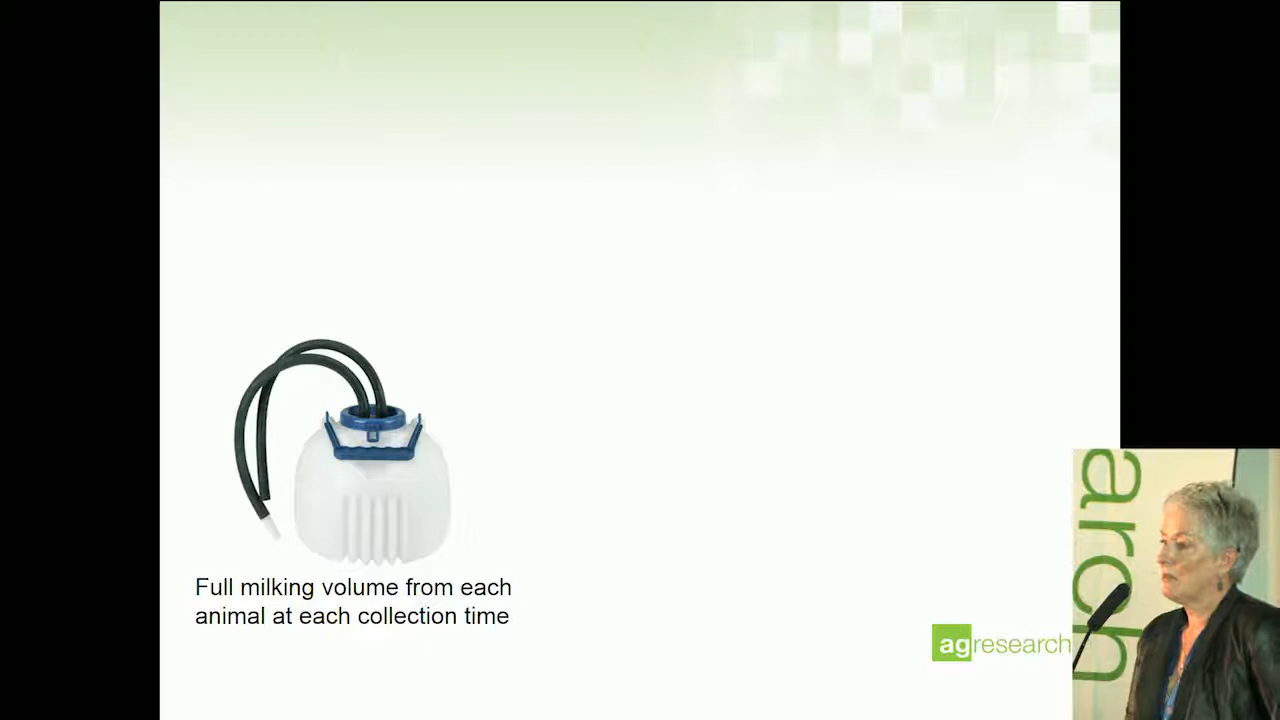 Full milking volume from each
animal at each collection time
agresearch
arch